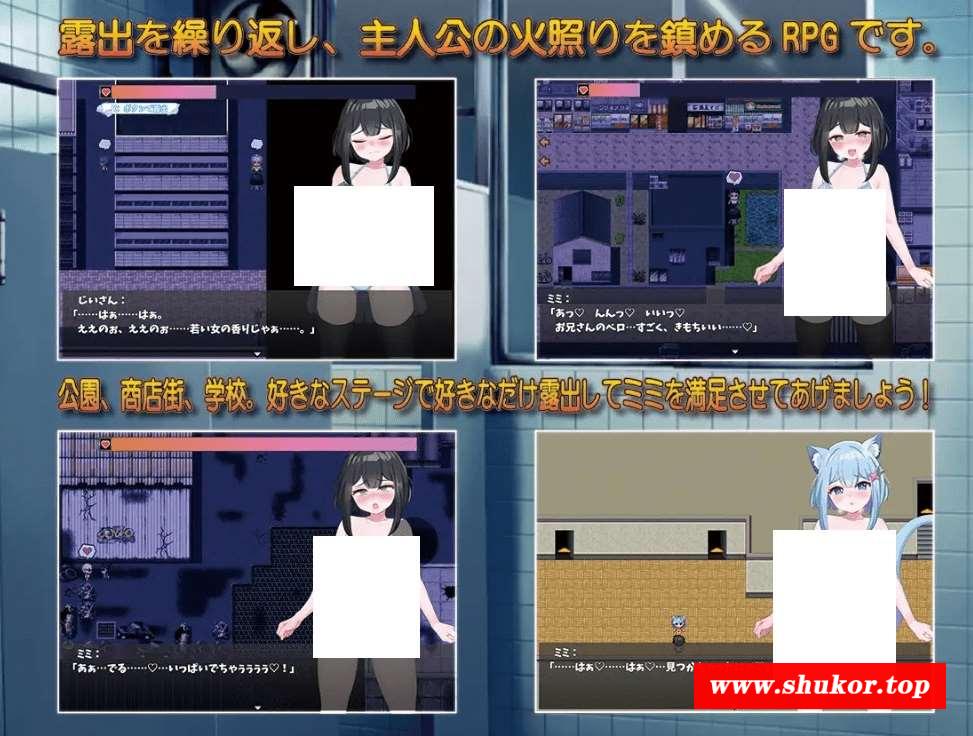 露出を繰り返し、主人公の火照りを鎮めるRPGです。
じいさん：
「……はぁ……はぁ。
ええのぉ、ええのぉ……若い女の香りじゃぁ……。」
ミミ：
「あっ♡　んんっ♡　いいっ♡
お兄さんのベロ…すごく、きもちいい……♡」
公園、商店街、学校。好きなステージで好きなだけ露出してミミを満足させてあげましょう！
ミミ：
「あぁ…でる……♡…いっぱいでちゃぅぅぅぅ♡！」
ミミ：
「……はぁ♡……はぁ♡…見つか
www.shukor.top